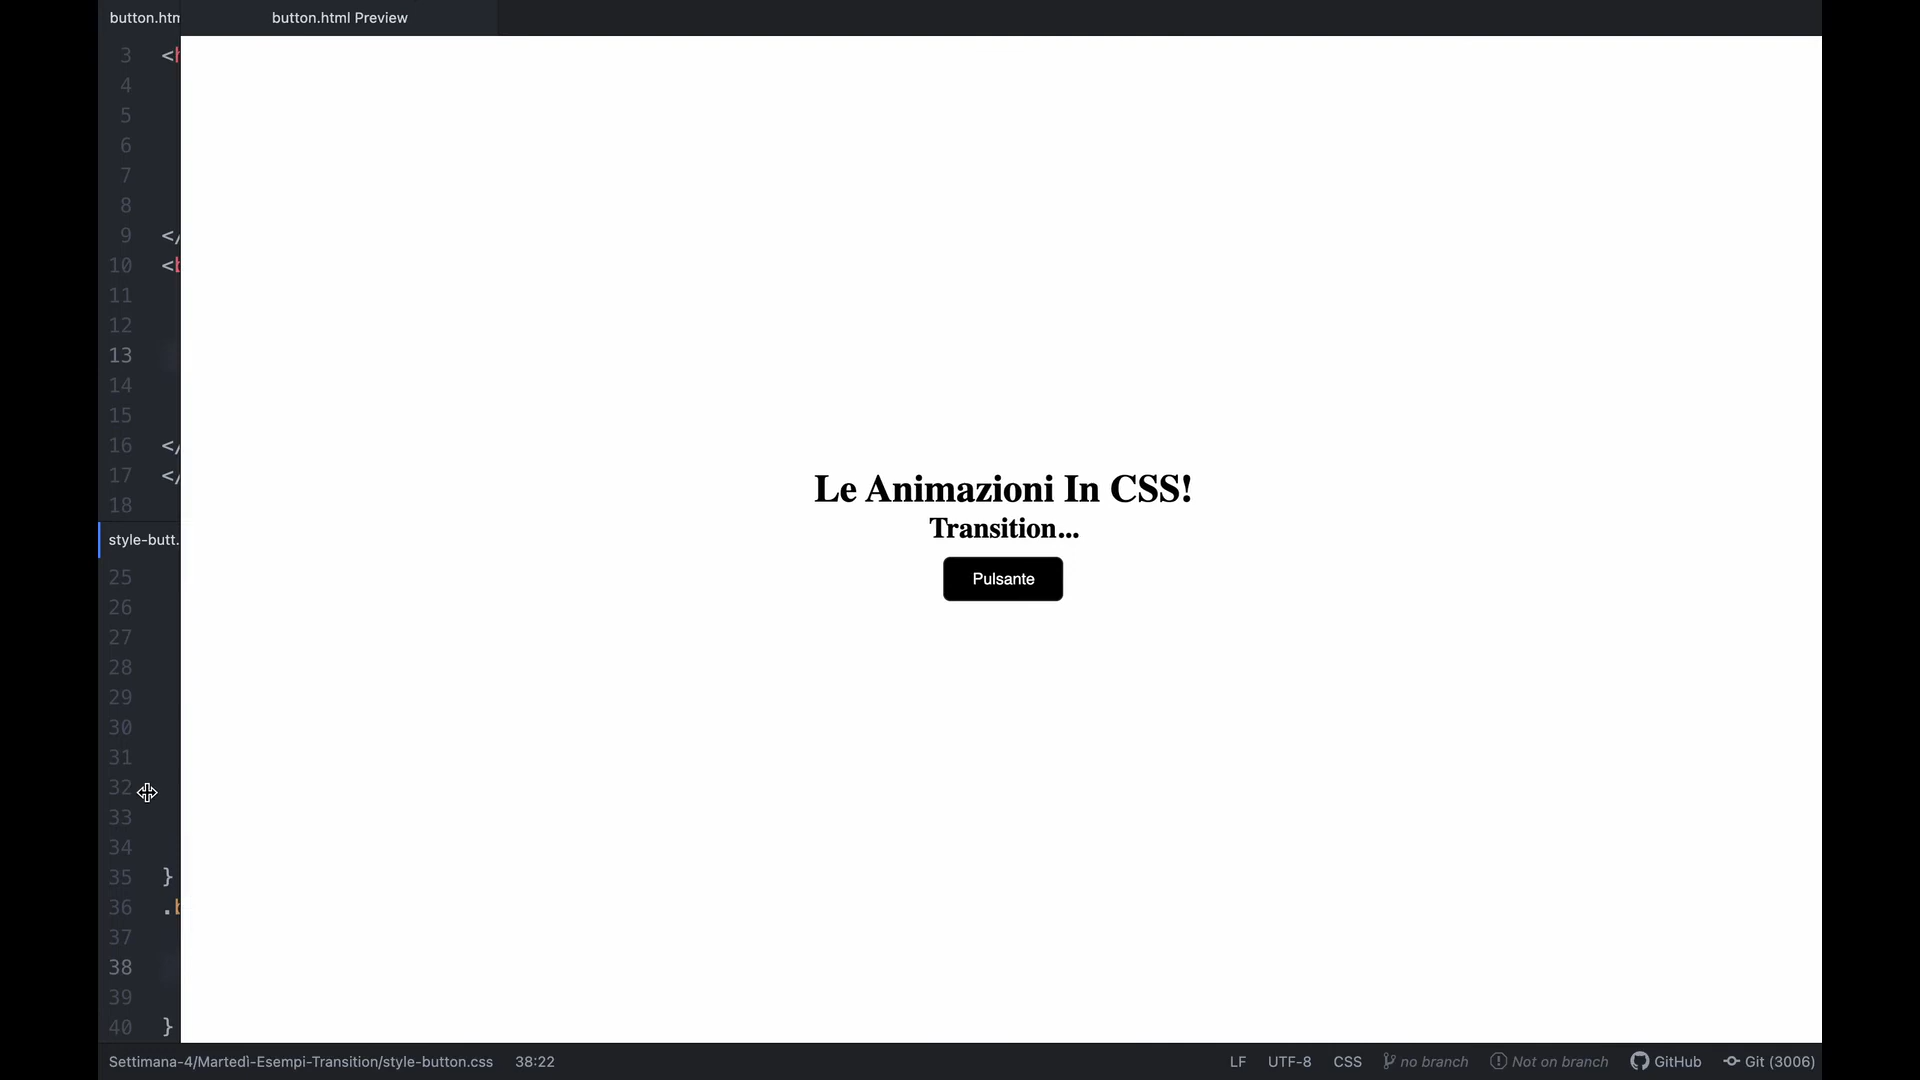 button.htm
button.html Preview
3 <h
4
5
6
7
8
9 </
10 <b
11
12
13
14
15
16 </
17 </
18
style-butt.
25
26
27
28
29
30
31
32
33
34
35 }
36 .b
37
38
39
40 }
Le Animazioni In CSS!
Transition...
Pulsante
Settimana-4/Martedì-Esempi-Transition/style-button.css 38:22 LF UTF-8 CSS no branch Not on branch GitHub Git (3006)